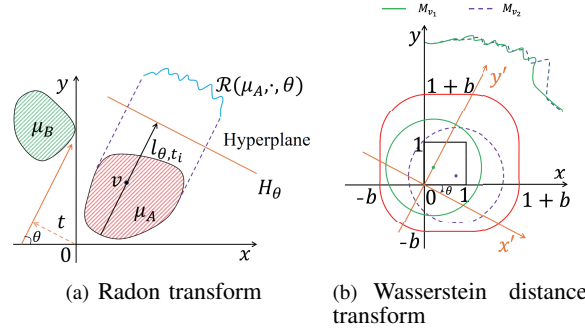 M_{v_1} M_{v_2}
y
R(μ_A, ·, θ)
μ_B
Hyperplane
l_{θ,t_i}
v
H_θ
μ_A
t
θ
0
x
y
y'
1 + b
1
x
θ
-b
0
1
1 + b
-b
x'
(a) Radon transform
(b) Wasserstein distance
transform